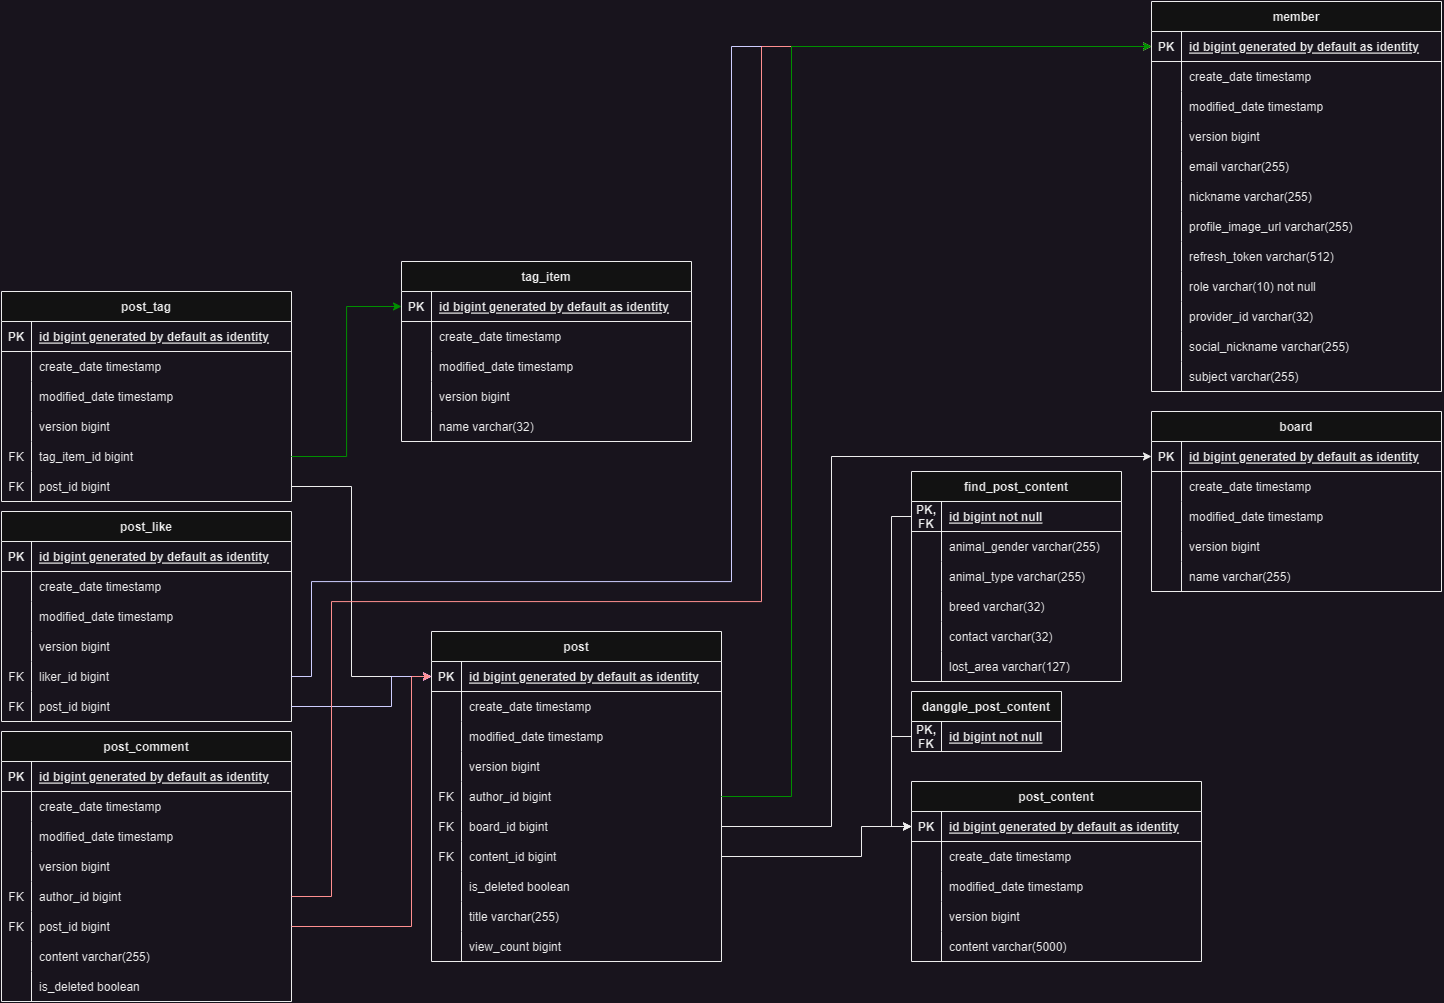 member
PK id bigint generated by default as identity
create_date timestamp
modified_date timestamp
version bigint
email varchar(255)
nickname varchar(255)
profile_image_url varchar(255)
refresh_token varchar(512)
role varchar(10) not null
provider_id varchar(32)
social_nickname varchar(255)
subject varchar(255)
tag_item
PK id bigint generated by default as identity
create_date timestamp
modified_date timestamp
version bigint
name varchar(32)
post_tag
PK id bigint generated by default as identity
create_date timestamp
modified_date timestamp
version bigint
FK tag_item_id bigint
FK post_id bigint
board
PK id bigint generated by default as identity
create_date timestamp
modified_date timestamp
version bigint
name varchar(255)
find_post_content
PK,
FK
id bigint not null
animal_gender varchar(255)
animal_type varchar(255)
breed varchar(32)
contact varchar(32)
lost_area varchar(127)
post_like
PK id bigint generated by default as identity
create_date timestamp
modified_date timestamp
version bigint
FK liker_id bigint
FK post_id bigint
post
PK id bigint generated by default as identity
create_date timestamp
modified_date timestamp
version bigint
FK author_id bigint
FK board_id bigint
FK content_id bigint
is_deleted boolean
title varchar(255)
view_count bigint
danggle_post_content
PK,
FK
id bigint not null
post_comment
PK id bigint generated by default as identity
create_date timestamp
modified_date timestamp
version bigint
FK author_id bigint
FK post_id bigint
content varchar(255)
is_deleted boolean
post_content
PK id bigint generated by default as identity
create_date timestamp
modified_date timestamp
version bigint
content varchar(5000)